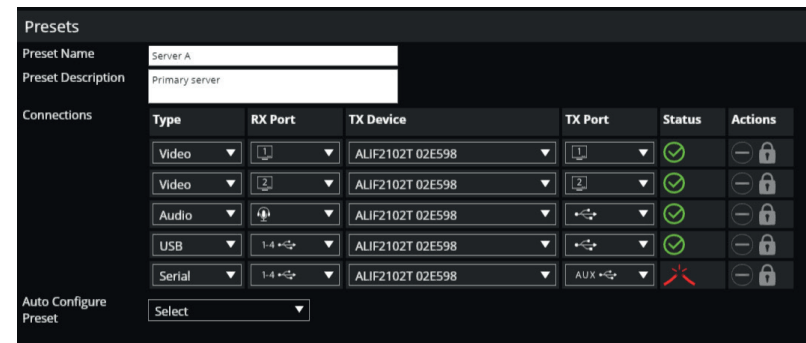 Presets
Preset Name Server A
Preset Description Primary server
Connections Type RX Port TX Device TX Port Status Actions
Video 1 ALIF2102T 02E598 1
Video 2 ALIF2102T 02E598 2
Audio ALIF2102T 02E598
USB 1-4 ALIF2102T 02E598
Serial 1-4 ALIF2102T 02E598 AUX
Auto Configure
Preset Select